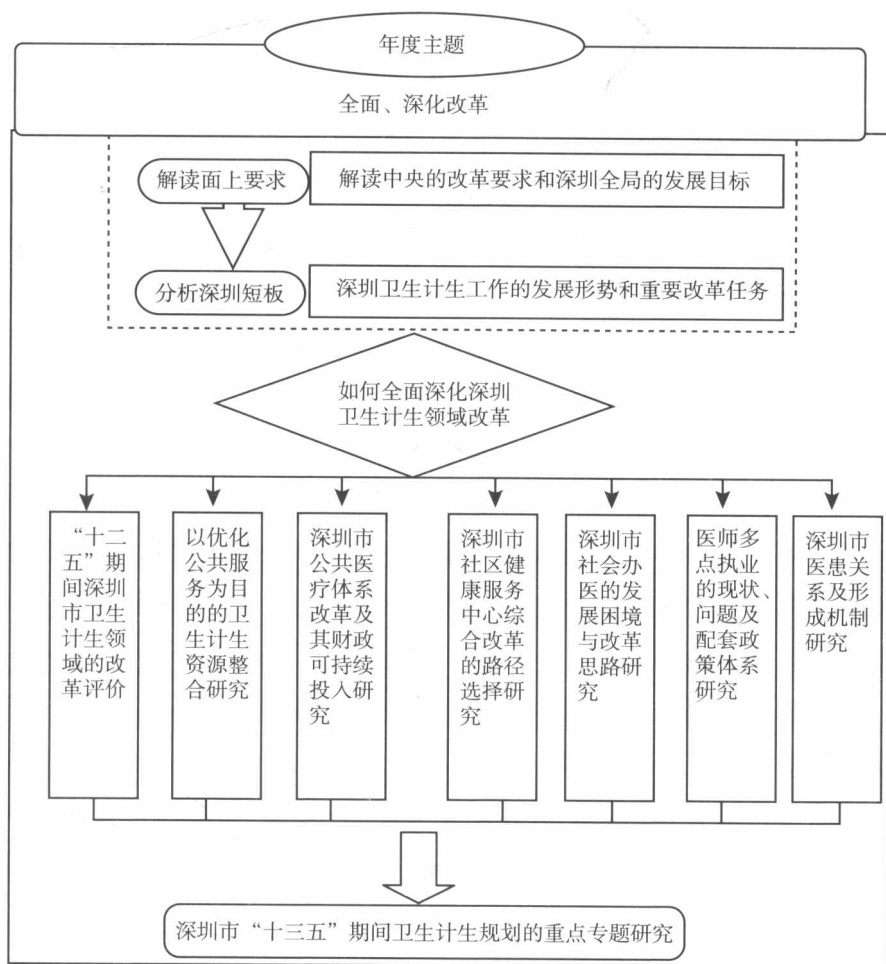 年度主题
全面、深化改革
解读面上要求
解读中央的改革要求和深圳全局的发展目标
分析深圳短板
深圳卫生计生工作的发展形势和重要改革任务
如何全面深化深圳
卫生计生领域改革
“十二
五”期
间深圳
市卫生
计生领
域的改
革评价
以优化
公共服
务为目
的的卫
生计生
资源整
合研究
深圳市
公共医
疗体系
改革及
其财政
可持续
投入研
究
深圳市
社区健
康服务
中心综
合改革
的路径
选择研
究
深圳市
社会办
医的发
展困境
与改革
思路研
究
医师多
点执业
的现状、
问题及
配套政
策体系
研究
深圳市
医患关
系及形
成机制
研究
深圳市“十三五”期间卫生计生规划的重点专题研究